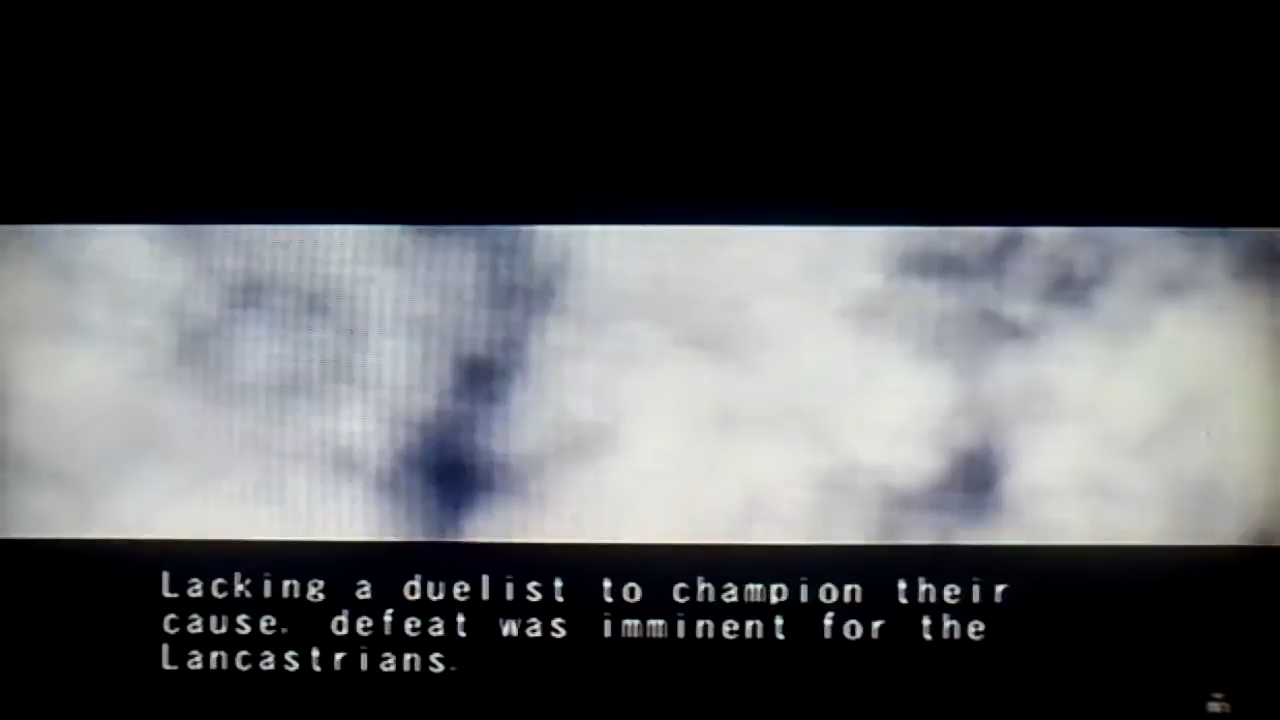 Lacking a duelist to champion their
cause, defeat was imminent for the
Lancastrians.